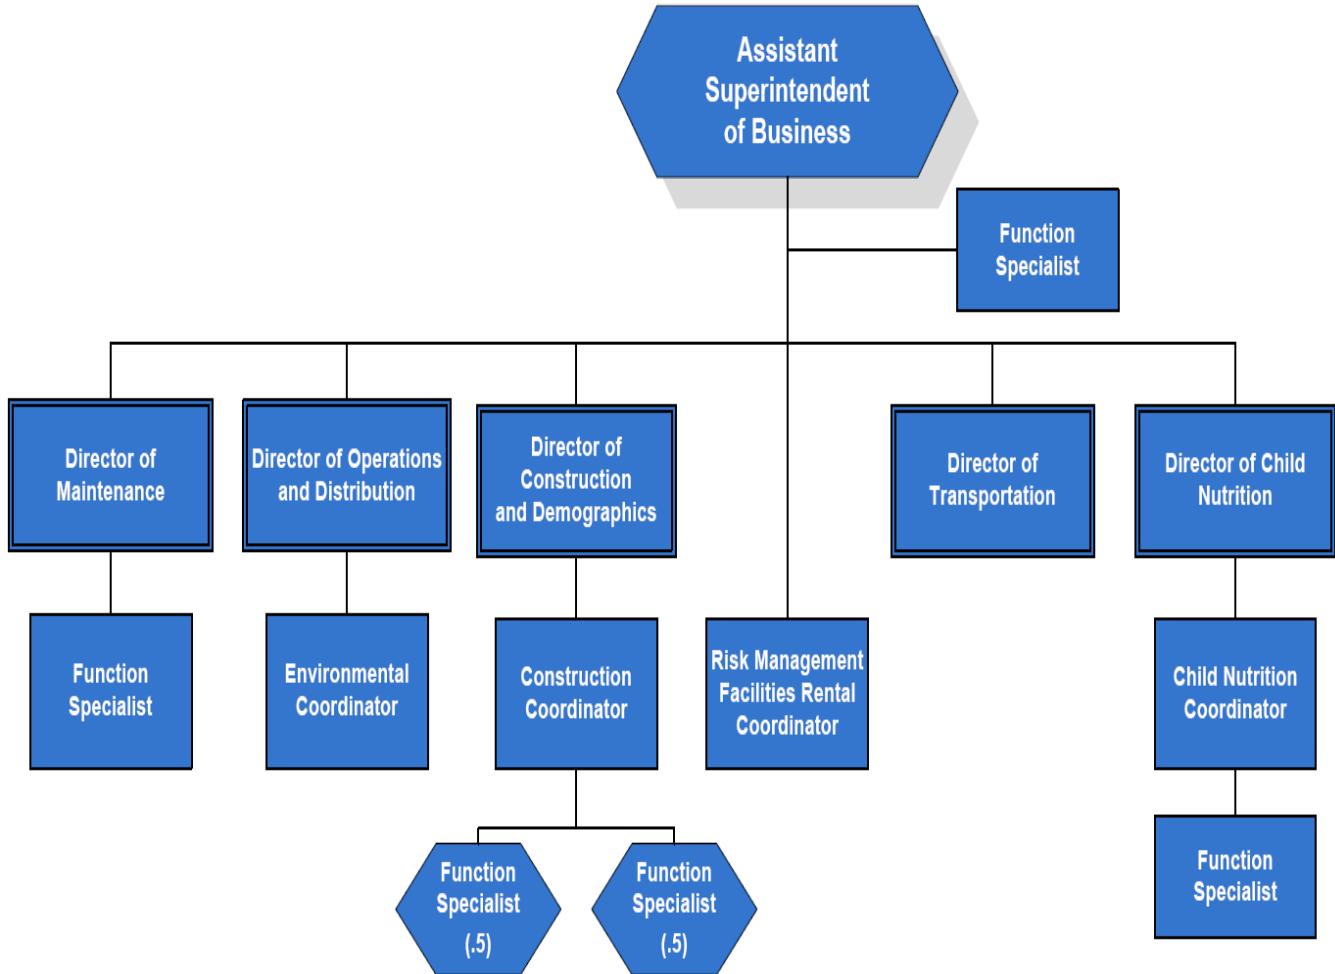 Assistant
Superintendent
of Business
Function
Specialist
Director of
Maintenance
Director of Operations
and Distribution
Director of
Construction
and Demographics
Director of
Transportation
Director of Child
Nutrition
Function
Specialist
Environmental
Coordinator
Construction
Coordinator
Risk Management
Facilities Rental
Coordinator
Child Nutrition
Coordinator
Function
Specialist
(.5)
Function
Specialist
(.5)
Function
Specialist